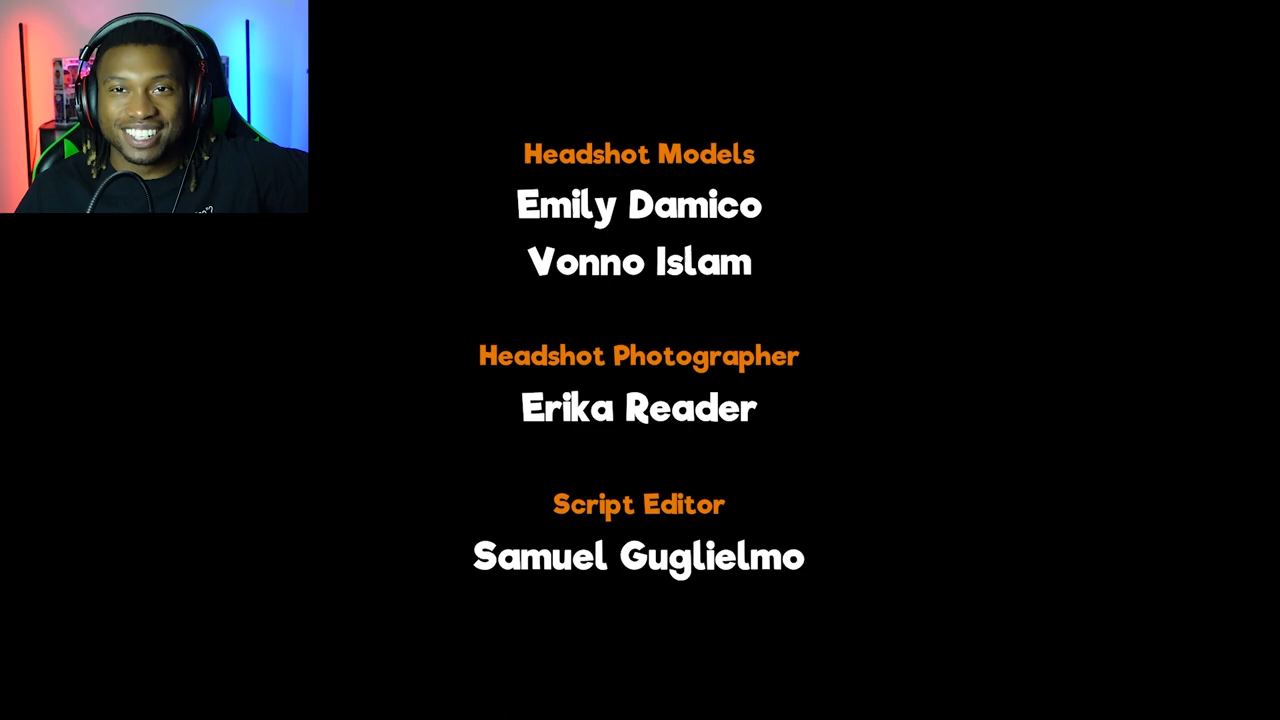 Headshot Models
Emily Damico
Vonno Islam
Headshot Photographer
Erika Reader
Script Editor
Samuel Guglielmo